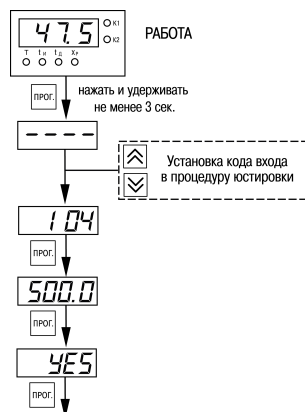 47.5
К1
К2
T tи tд Xp
РАБОТА
ПРОГ.
нажать и удерживать
не менее 3 сек.
- - - -
Установка кода входа
в процедуру юстировки
104
ПРОГ.
500.0
ПРОГ.
YES
ПРОГ.